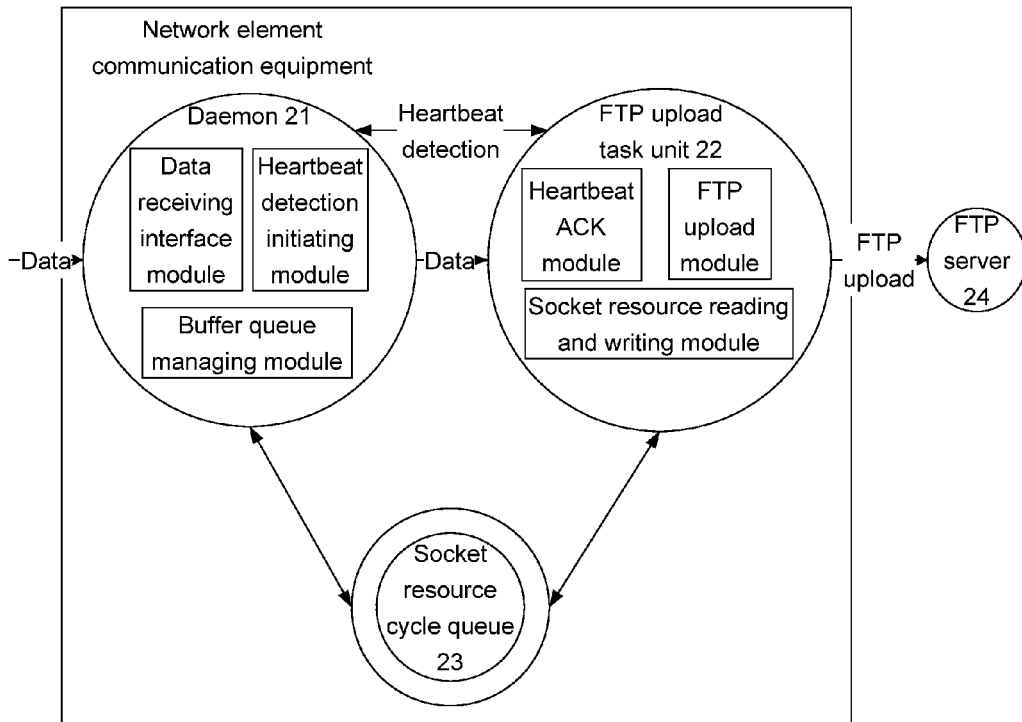 Network element
communication equipment
Daemon 21
Data
receiving
interface
module
Heartbeat
detection
initiating
module
Buffer queue
managing module
Heartbeat
detection
FTP upload
task unit 22
Heartbeat
ACK
module
FTP
upload
module
Socket resource reading
and writing module
Data
Data
FTP
upload
FTP
server
24
Socket
resource
cycle queue
23